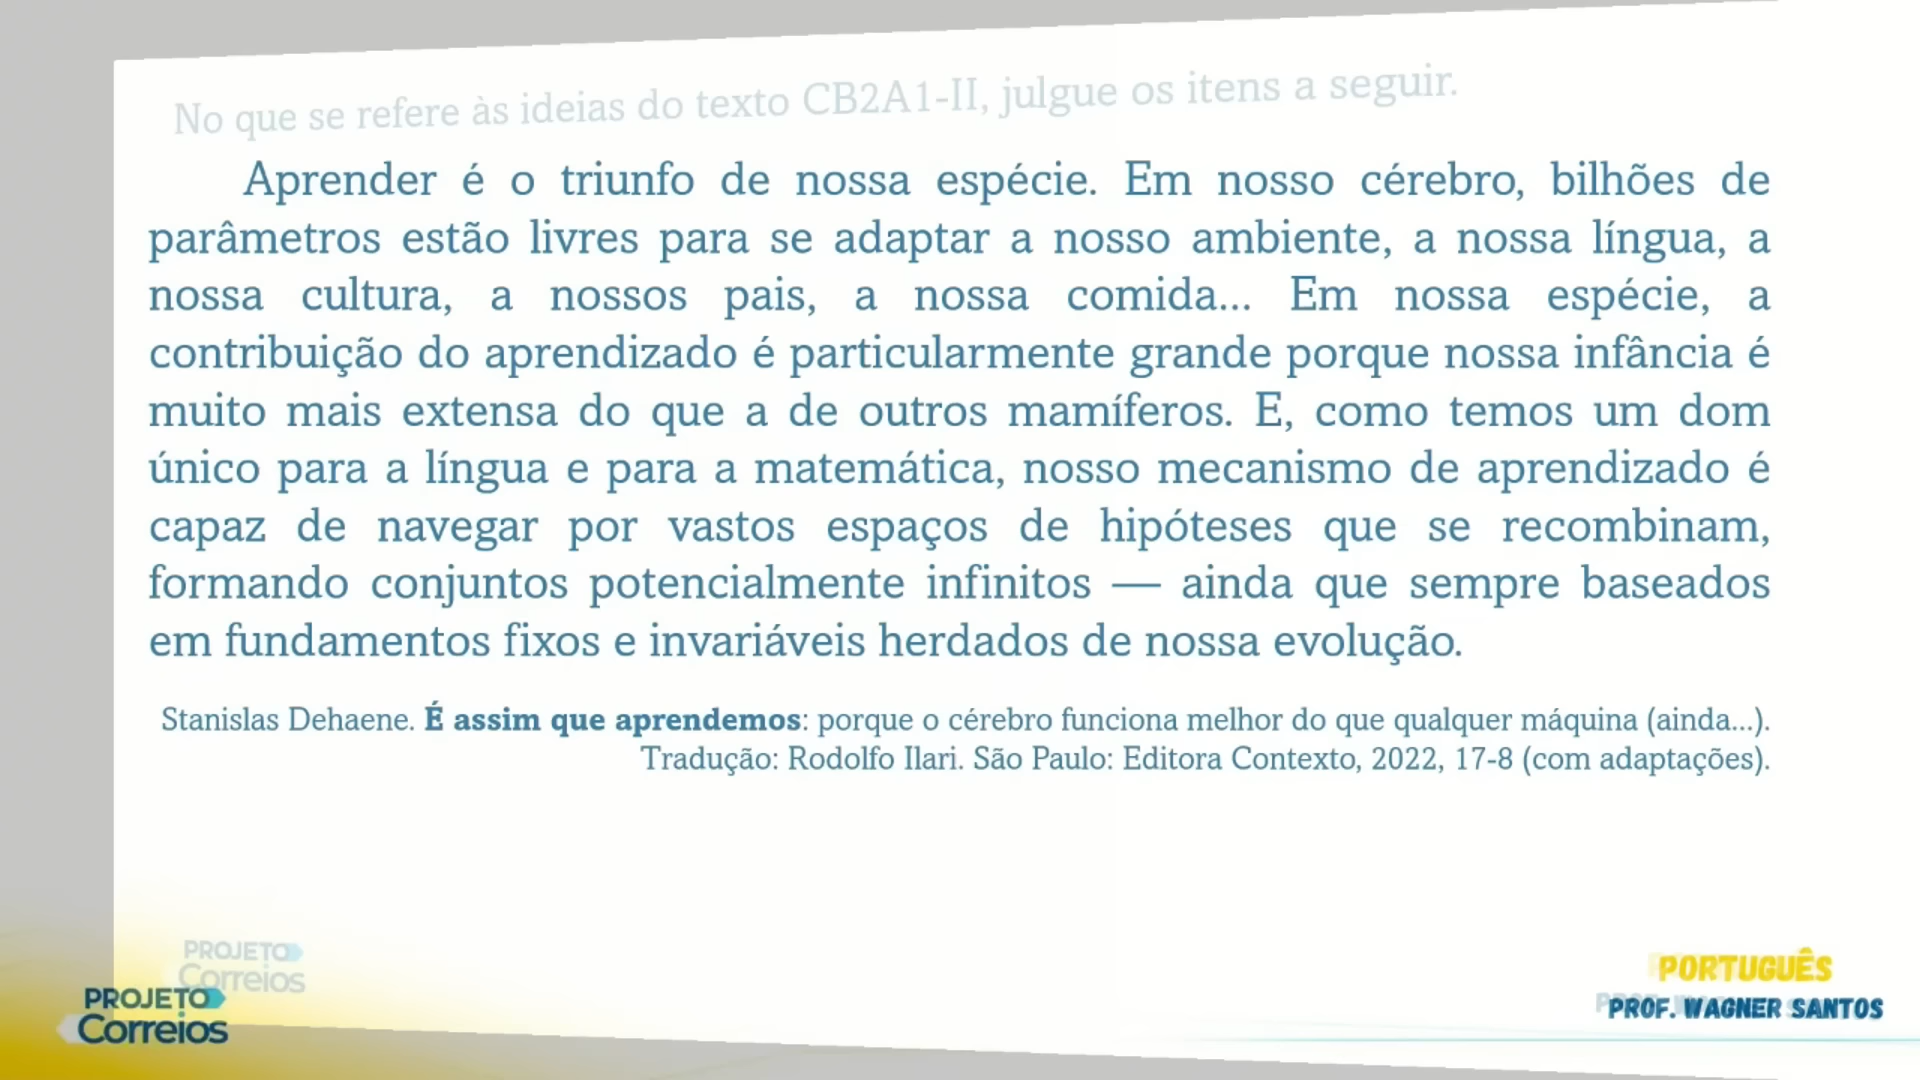 No que se refere às ideias do texto CB2A1-II, julgue os itens a seguir.
Aprender é o triunfo de nossa espécie. Em nosso cérebro, bilhões de
parâmetros estão livres para se adaptar a nosso ambiente, a nossa língua, a
nossa cultura, a nossos pais, a nossa comida... Em nossa espécie, a
contribuição do aprendizado é particularmente grande porque nossa infância é
muito mais extensa do que a de outros mamíferos. E, como temos um dom
único para a língua e para a matemática, nosso mecanismo de aprendizado é
capaz de navegar por vastos espaços de hipóteses que se recombinam,
formando conjuntos potencialmente infinitos — ainda que sempre baseados
em fundamentos fixos e invariáveis herdados de nossa evolução.
Stanislas Dehaene. É assim que aprendemos: porque o cérebro funciona melhor do que qualquer máquina (ainda...).
Tradução: Rodolfo Ilari. São Paulo: Editora Contexto, 2022, 17-8 (com adaptações).
PROJETO
Correios
PROJETO
Correios
PORTUGUÊS
PROF. WAGNER SANTOS